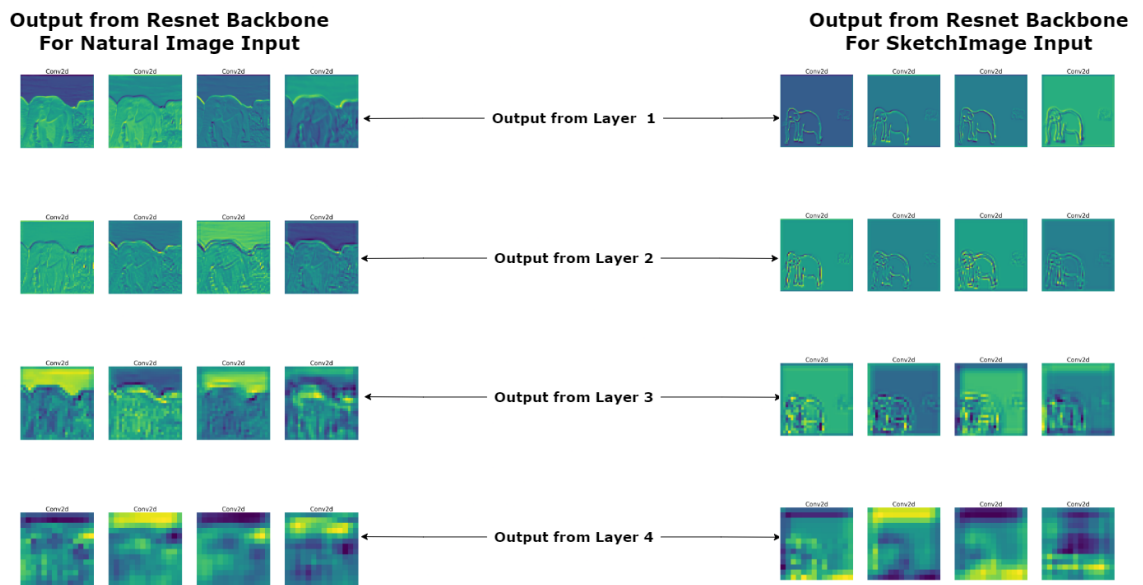 Output from Resnet Backbone
For Natural Image Input
Output from Resnet Backbone
For SketchImage Input
Conv2d Conv2d Conv2d Conv2d
Conv2d Conv2d Conv2d Conv2d
Output from Layer 1
Conv2d Conv2d Conv2d Conv2d
Conv2d Conv2d Conv2d Conv2d
Output from Layer 2
Conv2d Conv2d Conv2d Conv2d
Conv2d Conv2d Conv2d Conv2d
Output from Layer 3
Conv2d Conv2d Conv2d Conv2d
Conv2d Conv2d Conv2d Conv2d
Output from Layer 4